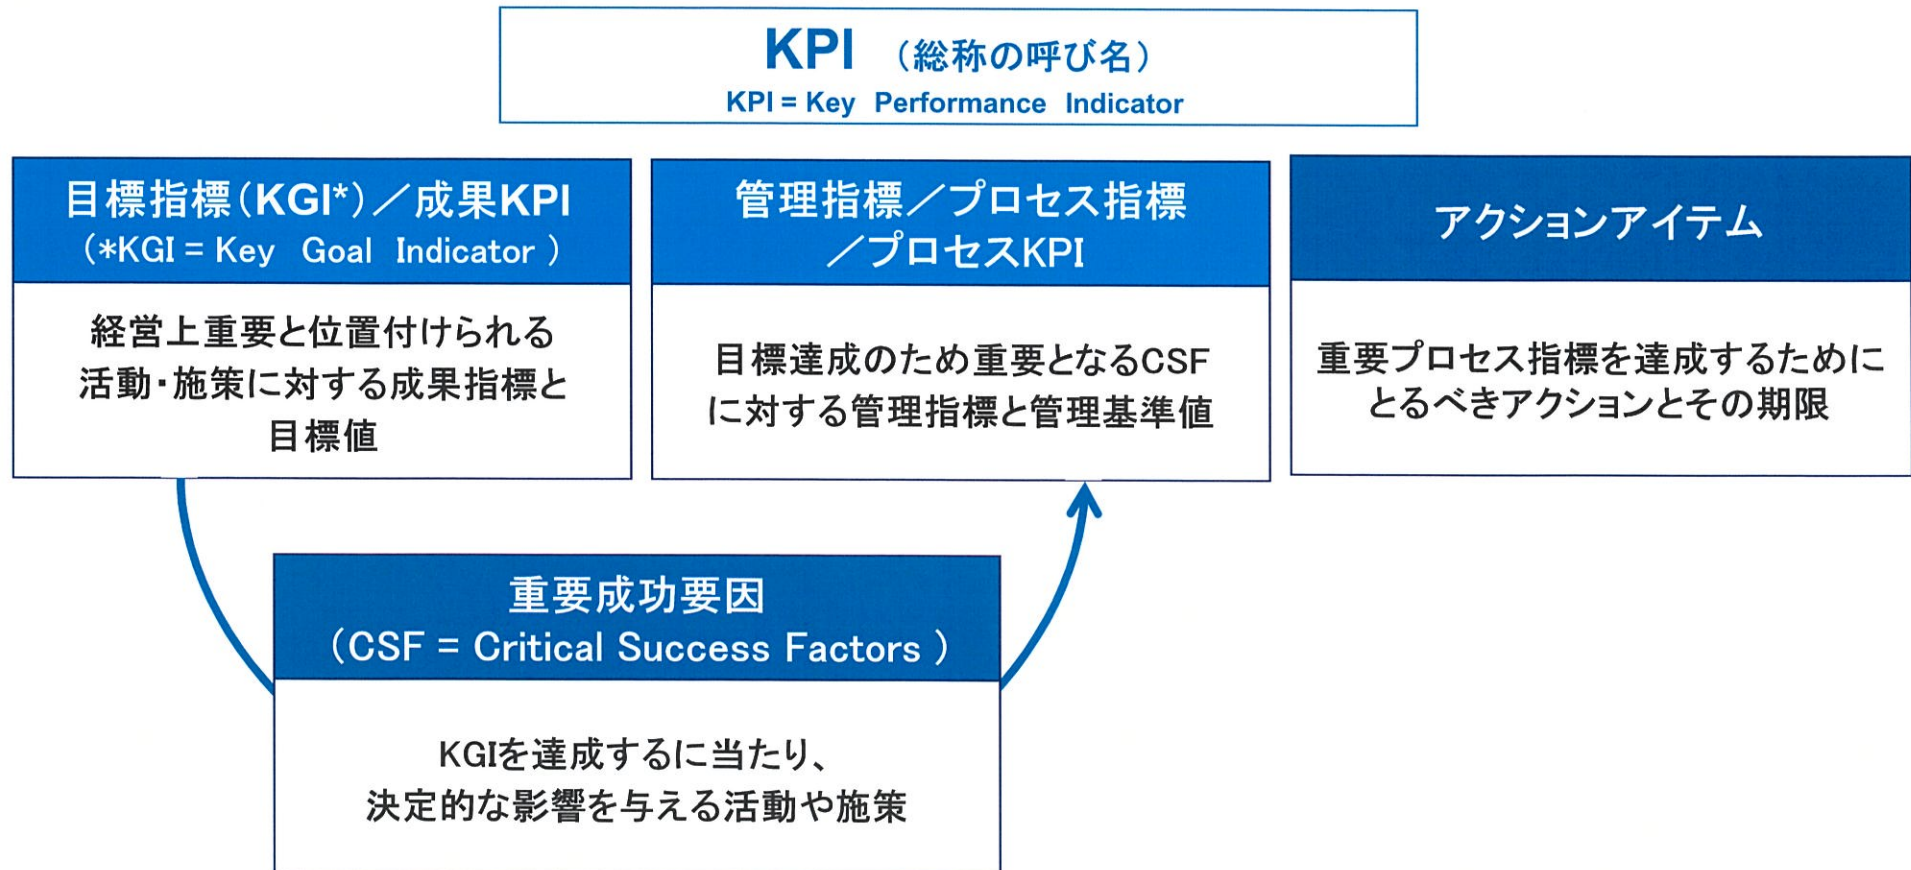 KPI （総称の呼び名）
KPI = Key Performance Indicator
目標指標（KGI*）／成果KPI
（*KGI = Key Goal Indicator ）
経営上重要と位置付けられる
活動・施策に対する成果指標と
目標値
管理指標／プロセス指標
／プロセスKPI
目標達成のため重要となるCSF
に対する管理指標と管理基準値
アクションアイテム
重要プロセス指標を達成するために
とるべきアクションとその期限
重要成功要因
（CSF = Critical Success Factors ）
KGIを達成するに当たり、
決定的な影響を与える活動や施策